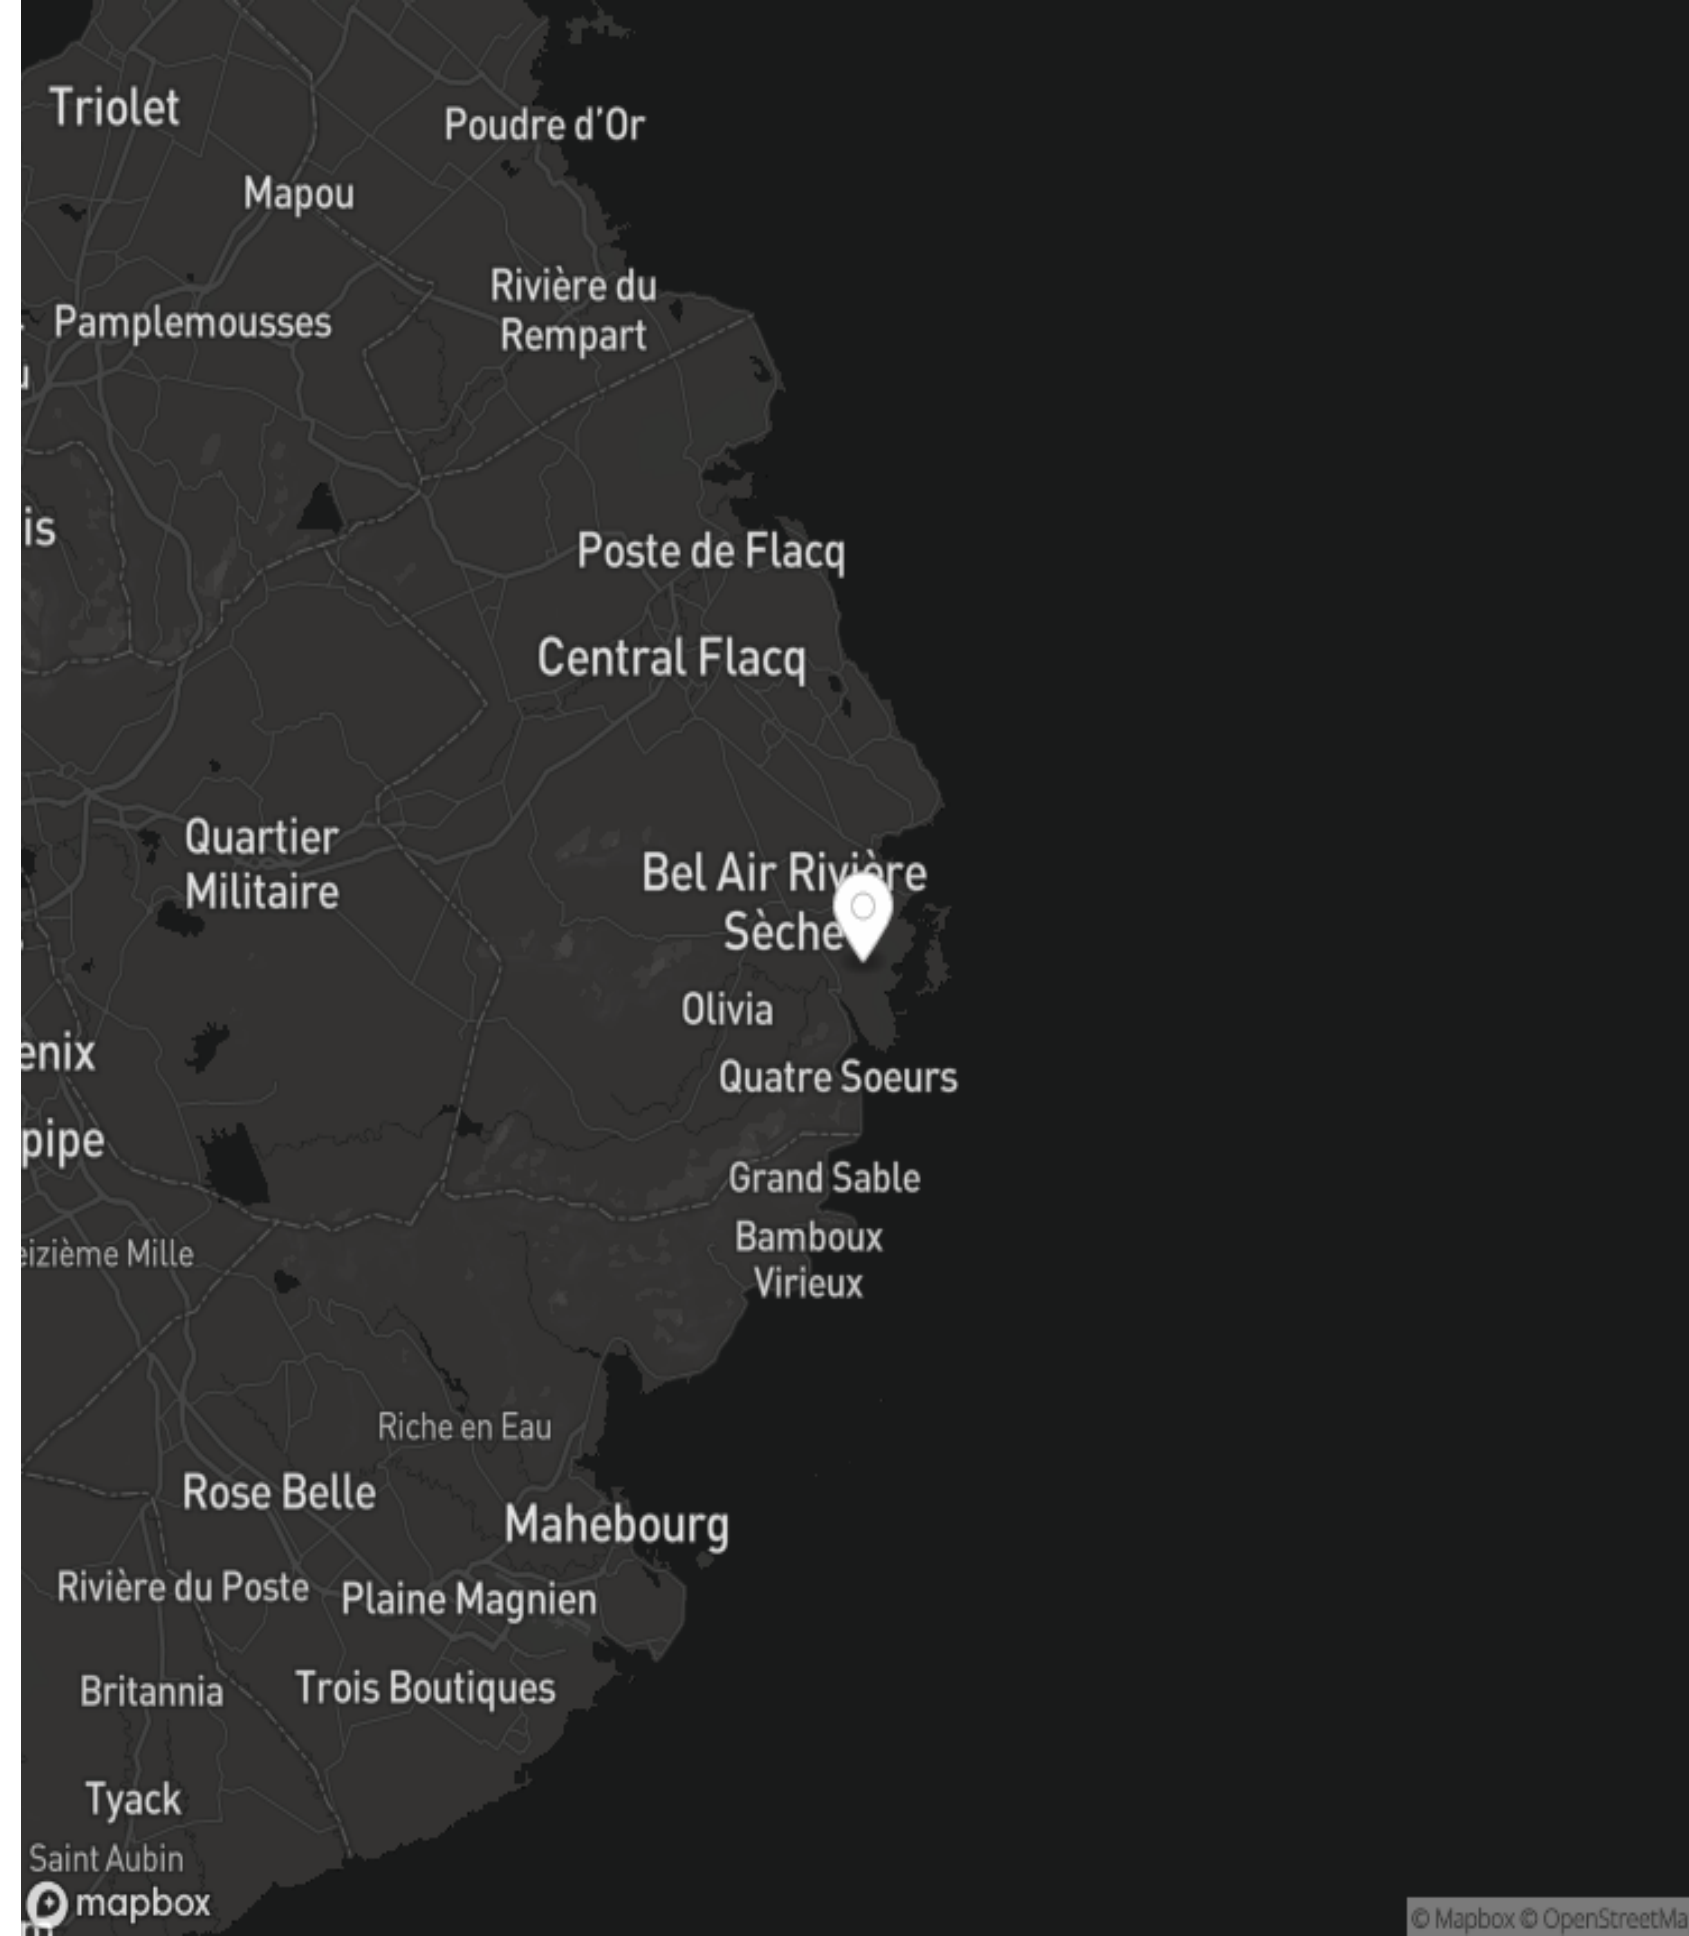 Triolet
Poudre d’Or
Mapou
Rivière du
Rempart
Pamplemousses
u
is
Poste de Flacq
Central Flacq
Quartier
Militaire
Bel Air Rivière
Sèche
Olivia
enix
Quatre Soeurs
pipe
Grand Sable
Bamboux
Virieux
eizième Mille
Riche en Eau
Rose Belle
Mahebourg
Rivière du Poste
Plaine Magnien
Britannia
Trois Boutiques
Tyack
Saint Aubin
mapbox
© Mapbox © OpenStreetMa